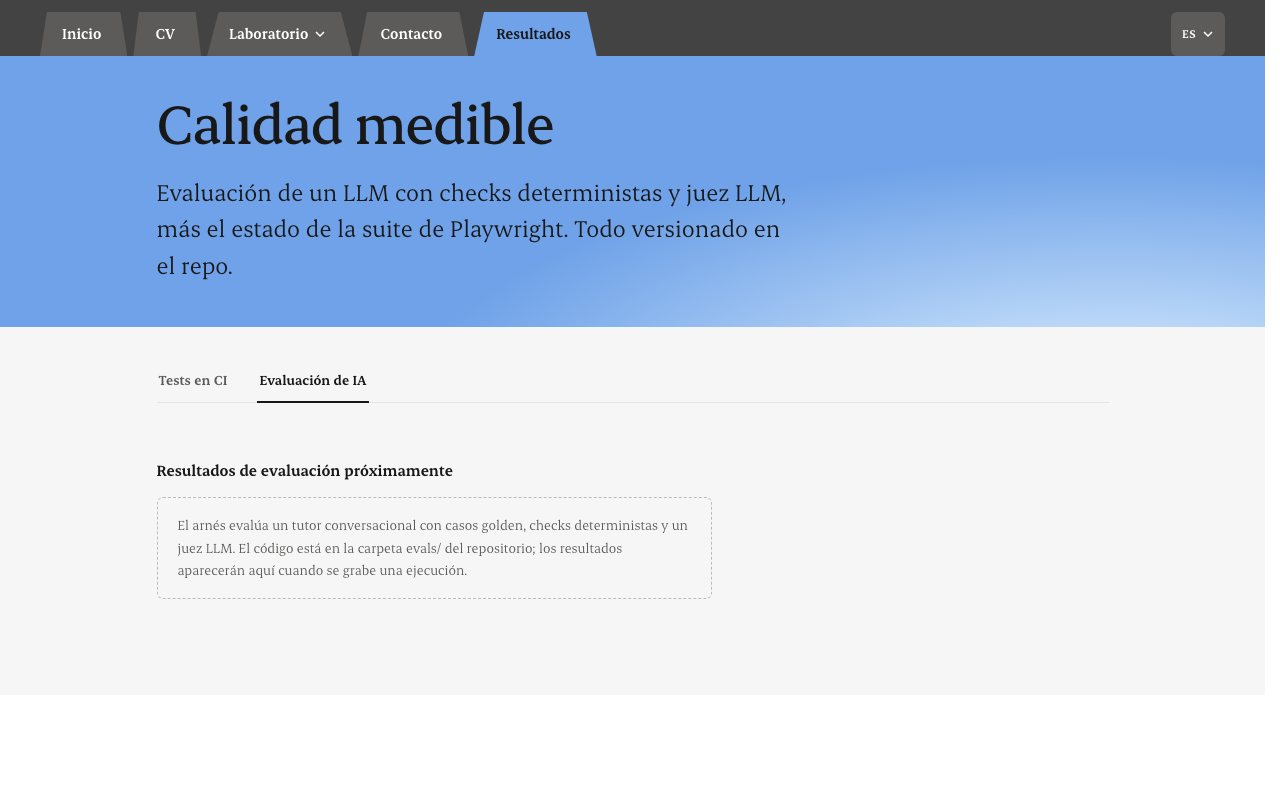 Inicio
CV
Laboratorio
Contacto
Resultados
ES
Calidad medible
Evaluación de un LLM con checks deterministas y juez LLM,
más el estado de la suite de Playwright. Todo versionado en
el repo.
Tests en CI
Evaluación de IA
Resultados de evaluación próximamente
El arnés evalúa un tutor conversacional con casos golden, checks deterministas y un
juez LLM. El código está en la carpeta evals/ del repositorio; los resultados
aparecerán aquí cuando se grabe una ejecución.